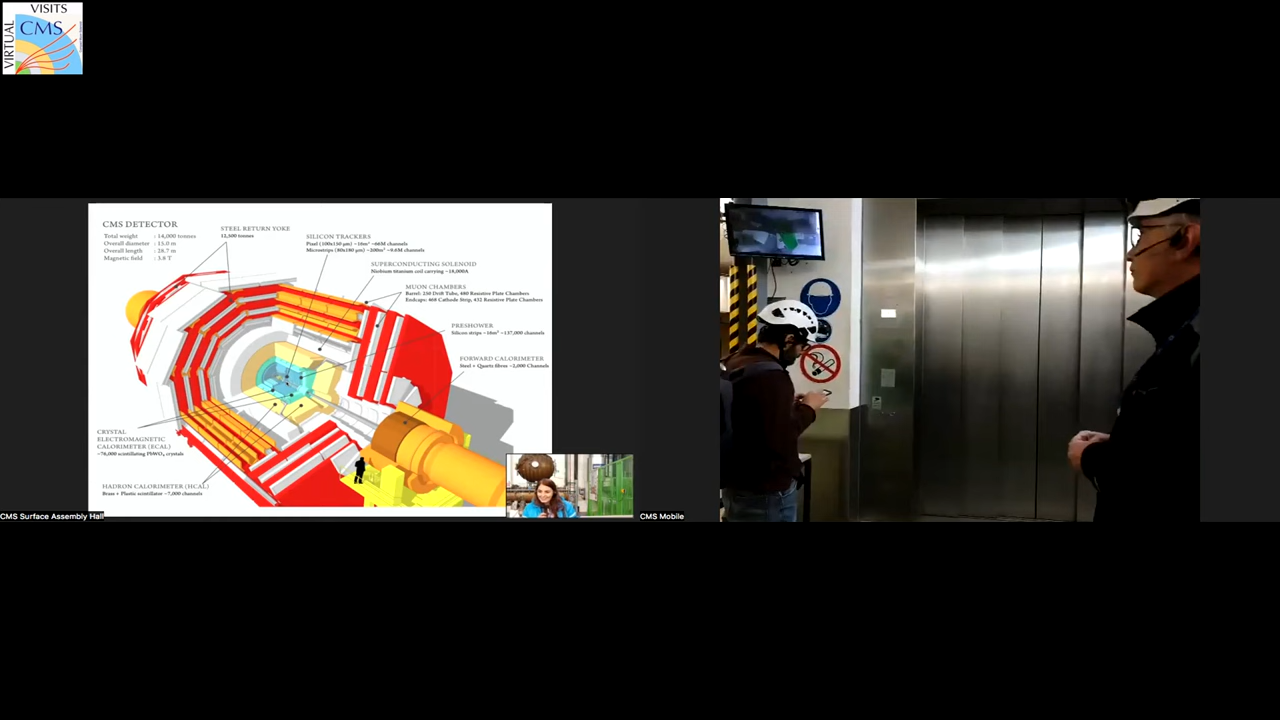 VISITS
CMS
VIRTUAL
CMS DETECTOR
Total weight : 14,000 tonnes
Overall diameter : 15.0 m
Overall length : 28.7 m
Magnetic field : 3.8 T
STEEL RETURN YOKE
12,500 tonnes
SILICON TRACKERS
Pixel (100x150 μm) ~16m² ~66M channels
Microstrips (80x180 μm) ~200m² ~9.6M channels
SUPERCONDUCTING SOLENOID
Niobium titanium coil carrying ~18,000A
MUON CHAMBERS
Barrel: 250 Drift Tube, 480 Resistive Plate Chambers
Endcaps: 468 Cathode Strip, 432 Resistive Plate Chambers
PRESHOWER
Silicon strips ~16m² ~137,000 channels
FORWARD CALORIMETER
Steel + Quartz fibres ~2,000 Channels
CRYSTAL
ELECTROMAGNETIC
CALORIMETER (ECAL)
~76,000 scintillating PbWO₄ crystals
HADRON CALORIMETER (HCAL)
Brass + Plastic scintillator ~7,000 channels
CMS Surface Assembly Hall
CMS Mobile